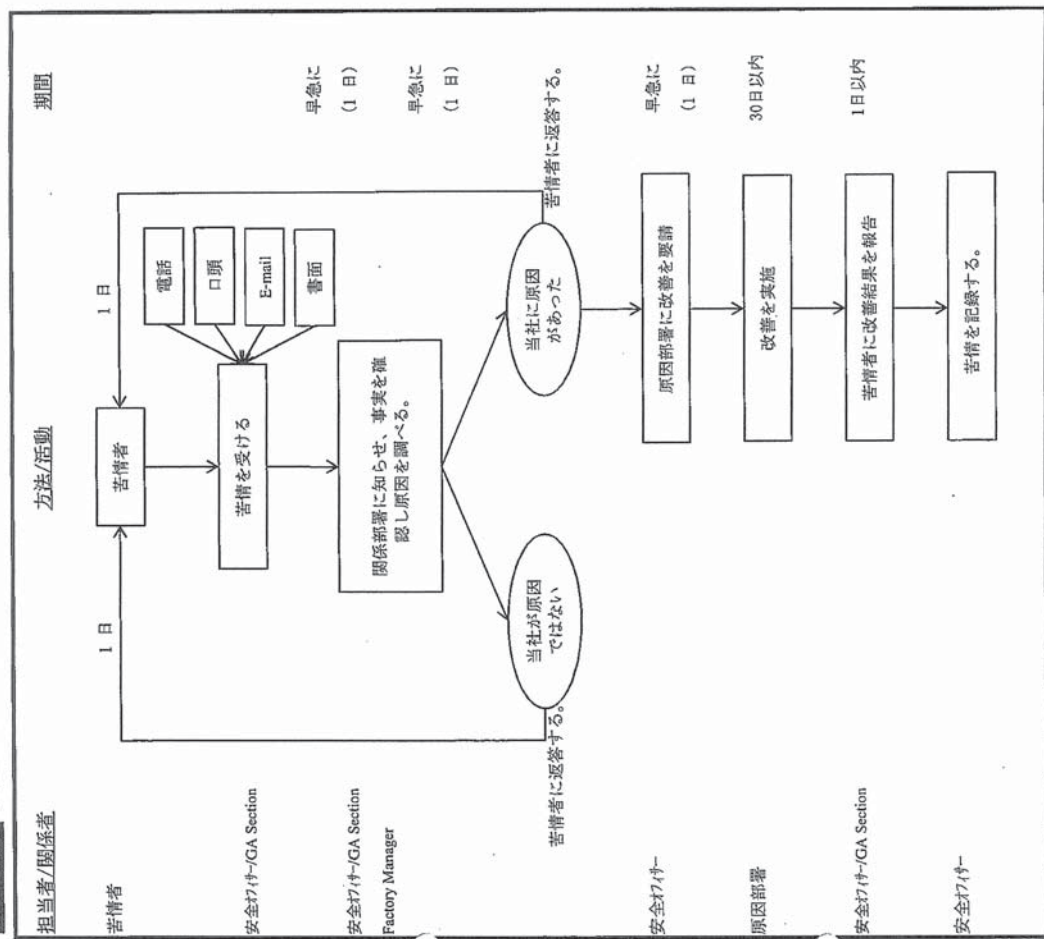 担当者/関係者 方法/活動 期間
1 日 1 日
苦情者 苦情者
電話
口頭
E-mail
書面
安全オフィサー/GA Section 苦情を受ける 早急に
(1 日)
安全オフィサー/GA Section
Factory Manager
関係部署に知らせ、事実を確
認し原因を調べる。
早急に
(1 日)
当社が原因
ではない
当社に原因
があった
苦情者に返答する。 苦情者に返答する。
安全オフィサー 原因部署に改善を要請 早急に
(1 日)
原因部署 改善を実施 30日以内
安全オフィサー/GA Section 苦情者に改善結果を報告 1日以内
安全オフィサー 苦情を記録する。